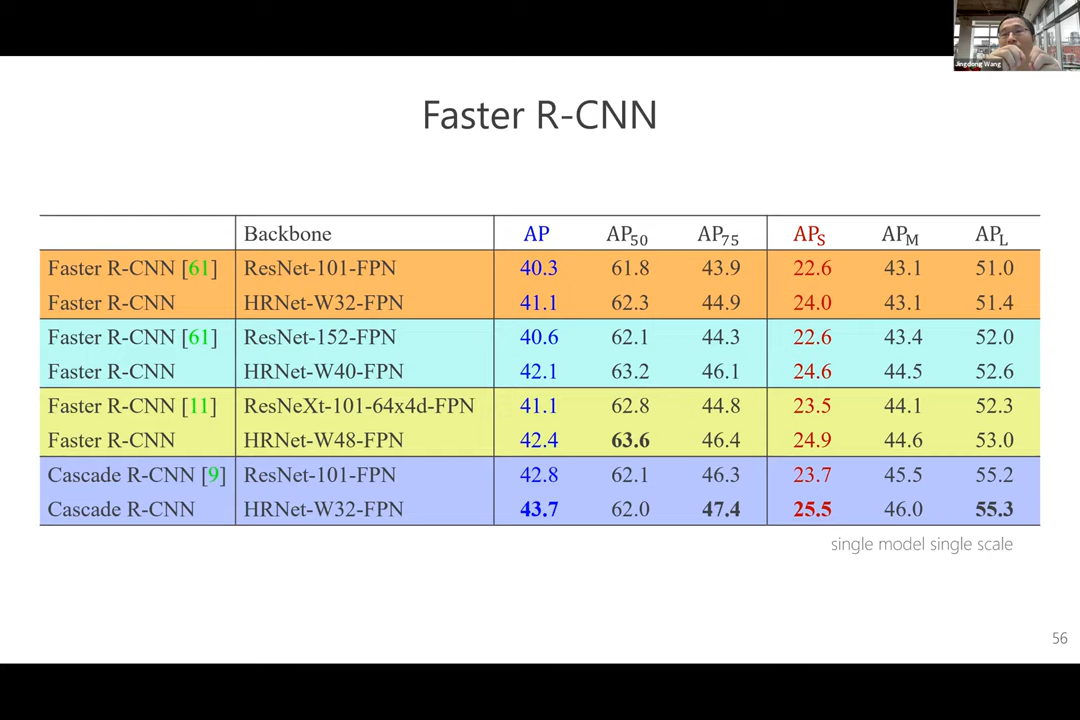 Jingdong Wang
Faster R-CNN
Backbone AP AP50 AP75 APS APM APL
Faster R-CNN [61] ResNet-101-FPN 40.3 61.8 43.9 22.6 43.1 51.0
Faster R-CNN HRNet-W32-FPN 41.1 62.3 44.9 24.0 43.1 51.4
Faster R-CNN [61] ResNet-152-FPN 40.6 62.1 44.3 22.6 43.4 52.0
Faster R-CNN HRNet-W40-FPN 42.1 63.2 46.1 24.6 44.5 52.6
Faster R-CNN [11] ResNeXt-101-64x4d-FPN 41.1 62.8 44.8 23.5 44.1 52.3
Faster R-CNN HRNet-W48-FPN 42.4 63.6 46.4 24.9 44.6 53.0
Cascade R-CNN [9] ResNet-101-FPN 42.8 62.1 46.3 23.7 45.5 55.2
Cascade R-CNN HRNet-W32-FPN 43.7 62.0 47.4 25.5 46.0 55.3
single model single scale
56